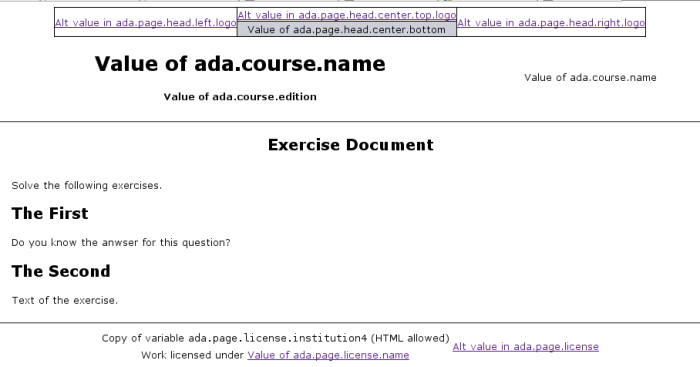 Alt value in ada.page.head.left.logo
Alt value in ada.page.head.center.top.logo
Value of ada.page.head.center.bottom
Alt value in ada.page.head.right.logo
Value of ada.course.name
Value of ada.course.edition
Value of ada.course.name
Exercise Document
Solve the following exercises.
The First
Do you know the anwser for this question?
The Second
Text of the exercise.
Copy of variable ada.page.license.institution4 (HTML allowed)
Work licensed under Value of ada.page.license.name
Alt value in ada.page.license